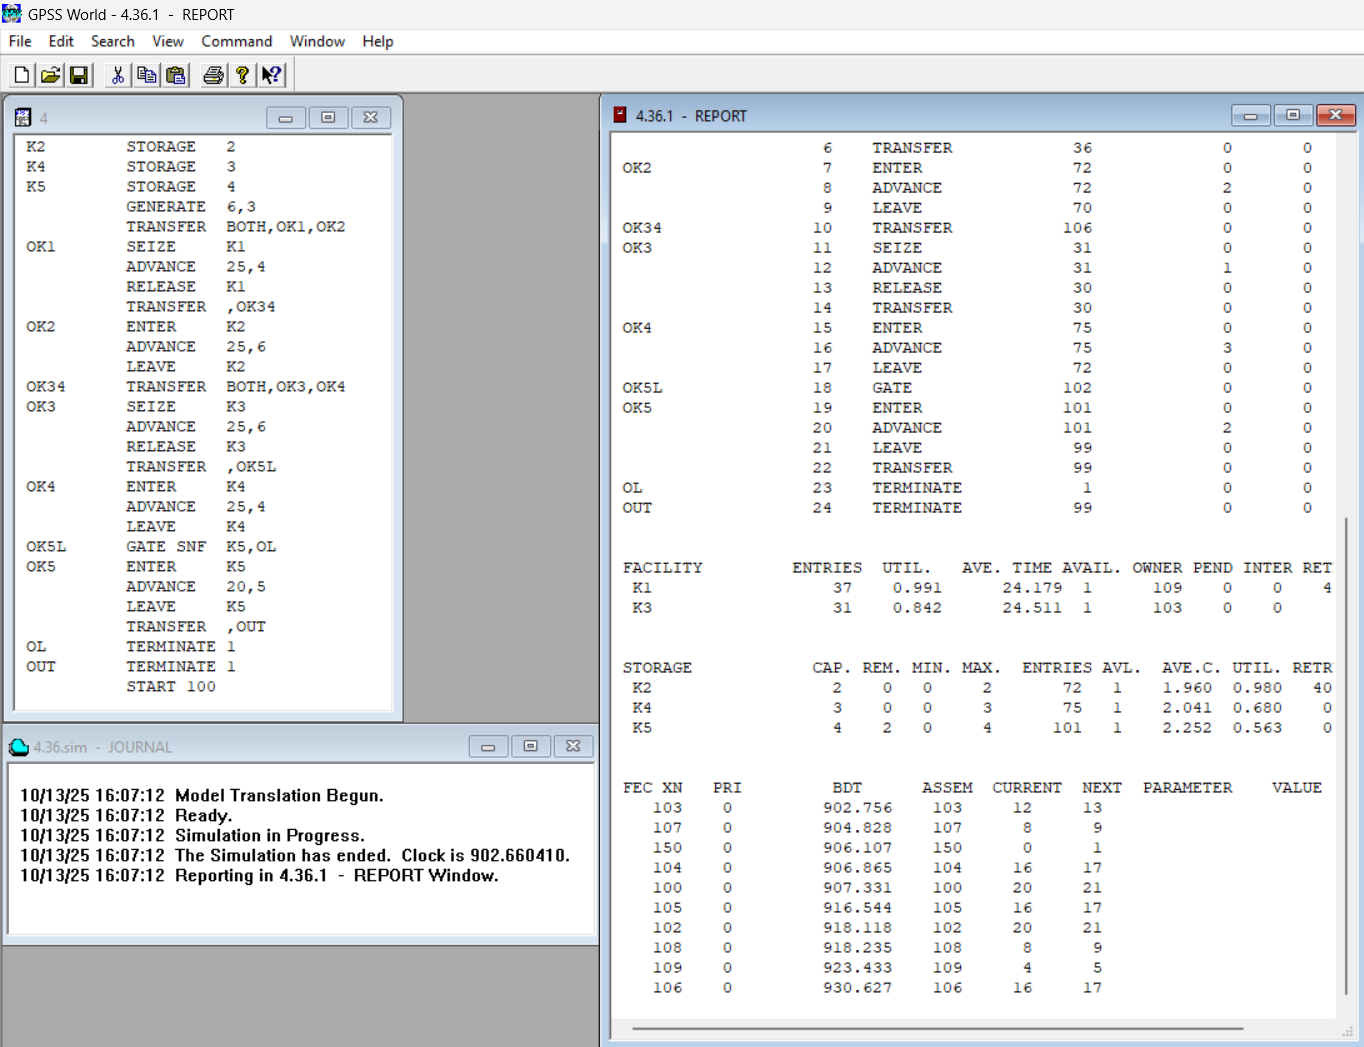 GPSS World - 4.36.1 - REPORT
File Edit Search View Command Window Help
4
K2 STORAGE 2
K4 STORAGE 3
K5 STORAGE 4
GENERATE 6,3
TRANSFER BOTH,OK1,OK2
OK1 SEIZE K1
ADVANCE 25,4
RELEASE K1
TRANSFER ,OK34
OK2 ENTER K2
ADVANCE 25,6
LEAVE K2
OK34 TRANSFER BOTH,OK3,OK4
OK3 SEIZE K3
ADVANCE 25,6
RELEASE K3
TRANSFER ,OK5L
OK4 ENTER K4
ADVANCE 25,4
LEAVE K4
OK5L GATE SNF K5,OL
OK5 ENTER K5
ADVANCE 20,5
LEAVE K5
TRANSFER ,OUT
OL TERMINATE 1
OUT TERMINATE 1
START 100
4.36.sim - JOURNAL
10/13/25 16:07:12 Model Translation Begun.
10/13/25 16:07:12 Ready.
10/13/25 16:07:12 Simulation in Progress.
10/13/25 16:07:12 The Simulation has ended. Clock is 902.660410.
10/13/25 16:07:12 Reporting in 4.36.1 - REPORT Window.
4.36.1 - REPORT
6 TRANSFER 36 0 0
OK2 7 ENTER 72 0 0
8 ADVANCE 72 2 0
9 LEAVE 70 0 0
OK34 10 TRANSFER 106 0 0
OK3 11 SEIZE 31 0 0
12 ADVANCE 31 1 0
13 RELEASE 30 0 0
14 TRANSFER 30 0 0
OK4 15 ENTER 75 0 0
16 ADVANCE 75 3 0
17 LEAVE 72 0 0
OK5L 18 GATE 102 0 0
OK5 19 ENTER 101 0 0
20 ADVANCE 101 2 0
21 LEAVE 99 0 0
22 TRANSFER 99 0 0
OL 23 TERMINATE 1 0 0
OUT 24 TERMINATE 99 0 0
FACILITY ENTRIES UTIL. AVE. TIME AVAIL. OWNER PEND INTER RET
K1 37 0.991 24.179 1 109 0 0 4
K3 31 0.842 24.511 1 103 0 0
STORAGE CAP. REM. MIN. MAX. ENTRIES AVL. AVE.C. UTIL. RETR
K2 2 0 0 2 72 1 1.960 0.980 40
K4 3 0 0 3 75 1 2.041 0.680 0
K5 4 2 0 4 101 1 2.252 0.563 0
FEC XN PRI BDT ASSEM CURRENT NEXT PARAMETER VALUE
103 0 902.756 103 12 13
107 0 904.828 107 8 9
150 0 906.107 150 0 1
104 0 906.865 104 16 17
100 0 907.331 100 20 21
105 0 916.544 105 16 17
102 0 918.118 102 20 21
108 0 918.235 108 8 9
109 0 923.433 109 4 5
106 0 930.627 106 16 17